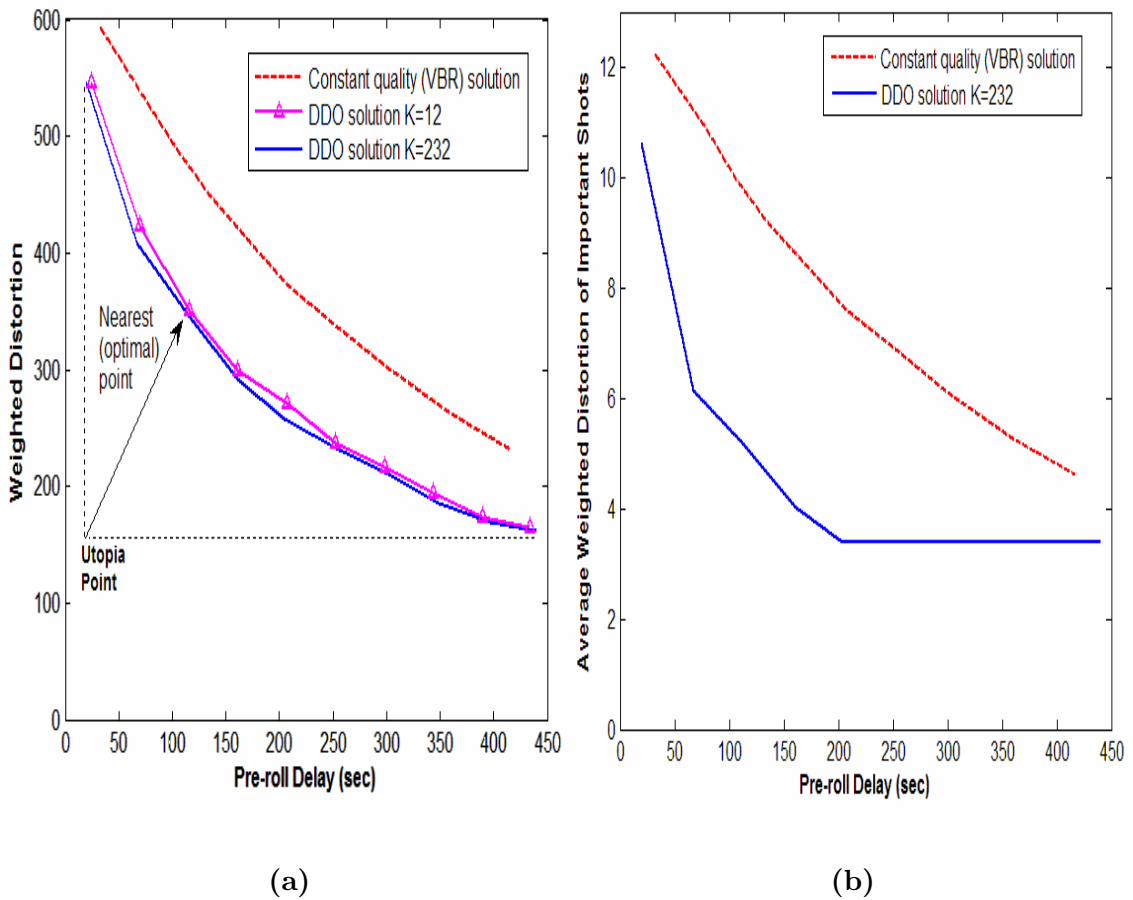 600
500
400
300
200
100
0
Weighted Distortion
Constant quality (VBR) solution
DDO solution K=12
DDO solution K=232
Nearest
(optimal)
point
Utopia
Point
0 50 100 150 200 250 300 350 400 450
Pre-roll Delay (sec)
(a)
12
10
8
6
4
2
0
Average Weighted Distortion of Important Shots
Constant quality (VBR) solution
DDO solution K=232
0 50 100 150 200 250 300 350 400 450
Pre-roll Delay (sec)
(b)